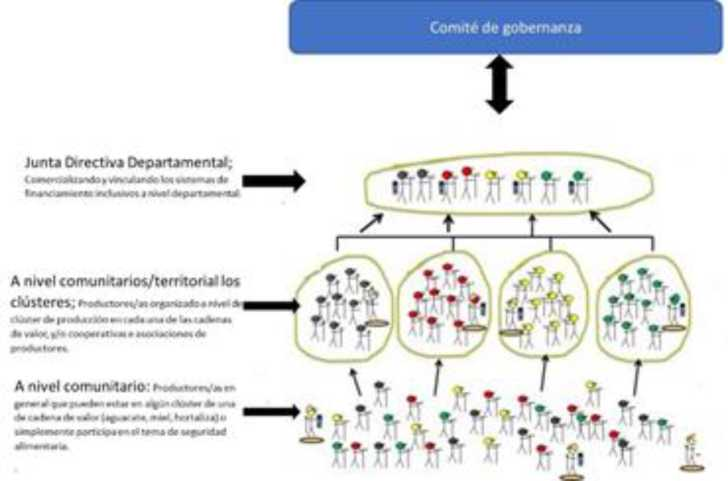 Comité de gobernanza
Junta Directiva Departamental;
Comercializando y vinculando los sistemas de
financiamiento inclusivos a nivel departamental.
A nivel comunitarios/territorial los
clústeres; Productores/as organizado a nivel de
clúster de producción en cada una de las cadenas
de valor, y/o cooperativas e asociaciones de
productores.
A nivel comunitario: Productores/as en
general que pueden estar en algún clúster de una
de cadena de valor (aguacate, miel, hortaliza) o
simplemente participa en el tema de seguridad
alimentaria.